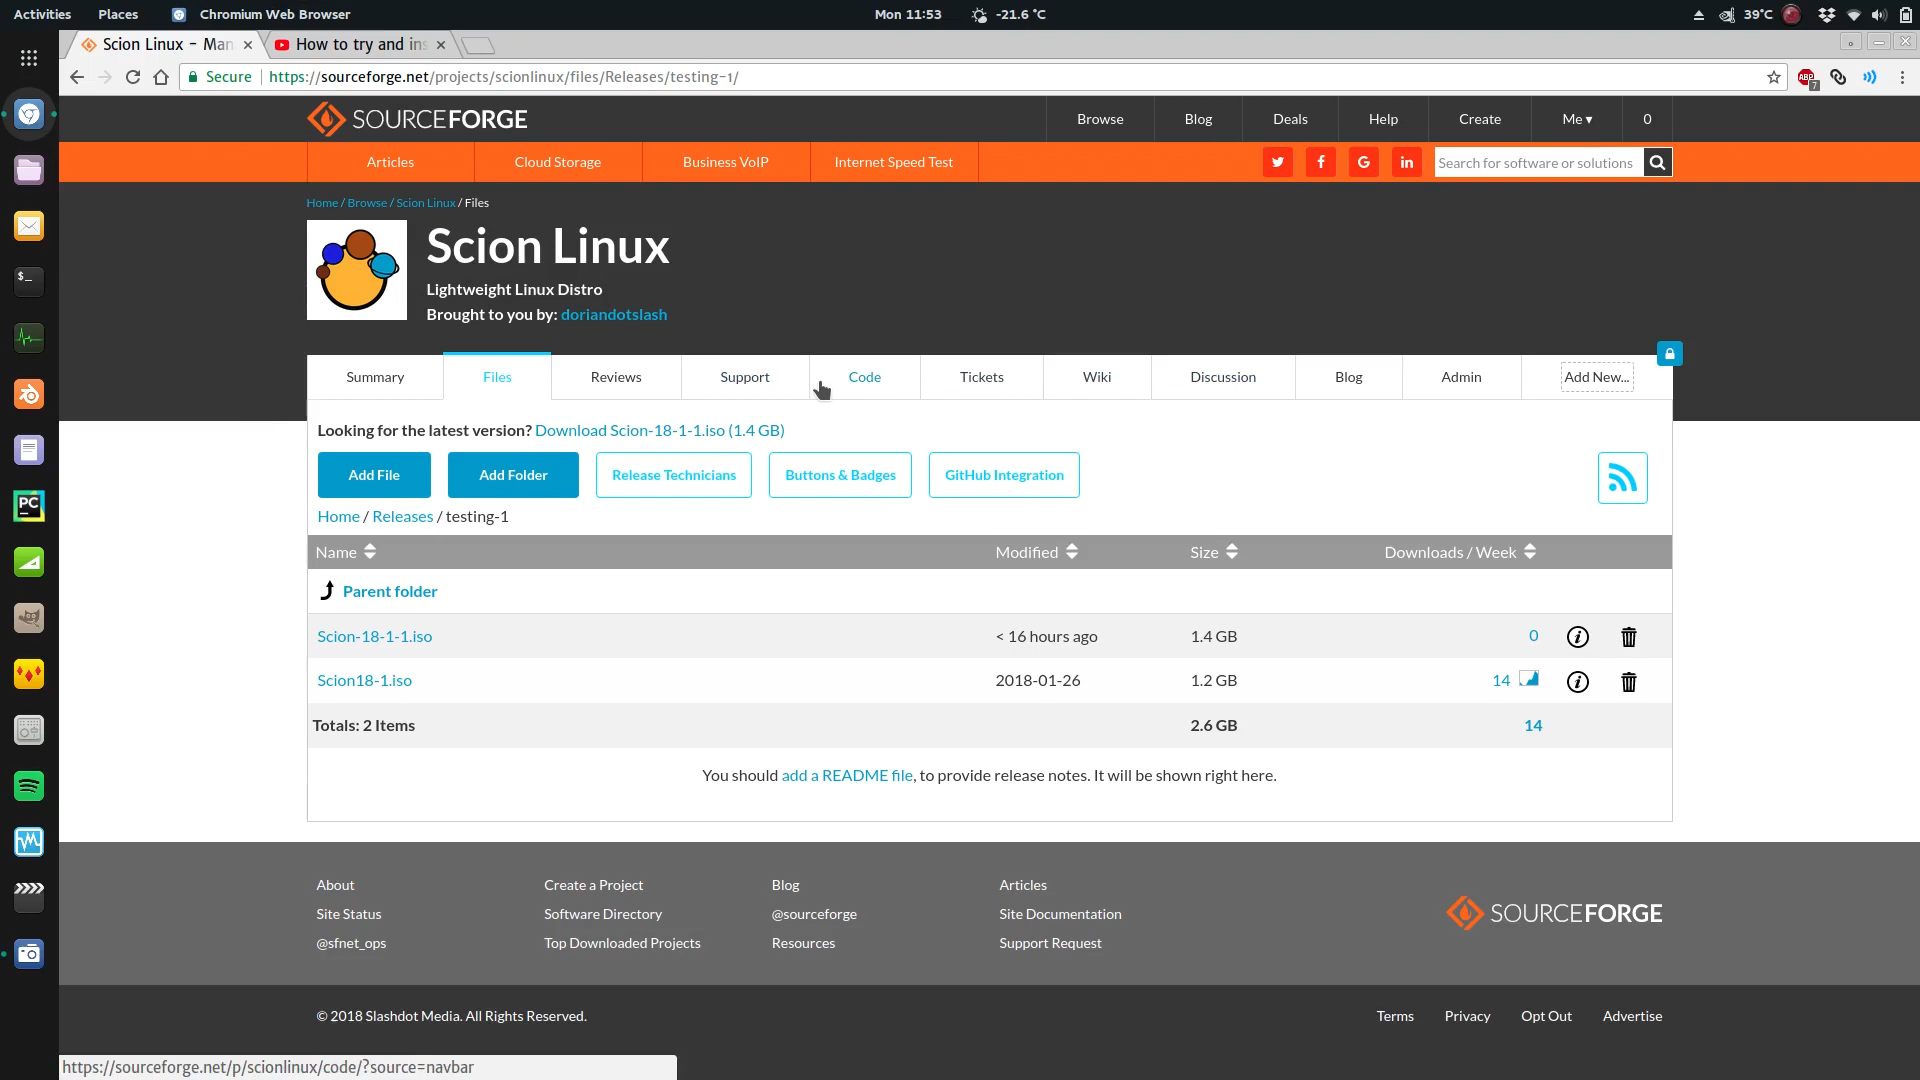 Activities Places Chromium Web Browser Mon 11:53 -21.6 °C 39°C
Scion Linux - Man How to try and ins
Secure https://sourceforge.net/projects/scionlinux/files/Releases/testing-1/ ABP 7
SOURCEFORGE Browse Blog Deals Help Create Me ▾ 0
Articles Cloud Storage Business VoIP Internet Speed Test f G in Search for software or solutions
Home / Browse / Scion Linux / Files
Scion Linux
Lightweight Linux Distro
Brought to you by: doriandotslash
Summary Files Reviews Support Code Tickets Wiki Discussion Blog Admin Add New...
Looking for the latest version? Download Scion-18-1-1.iso (1.4 GB)
Add File Add Folder Release Technicians Buttons & Badges GitHub Integration
Home / Releases / testing-1
Name Modified Size Downloads / Week
Parent folder
Scion-18-1-1.iso < 16 hours ago 1.4 GB 0 i
Scion18-1.iso 2018-01-26 1.2 GB 14 i
Totals: 2 Items 2.6 GB 14
You should add a README file, to provide release notes. It will be shown right here.
About Create a Project Blog Articles
Site Status Software Directory @sourceforge Site Documentation SOURCEFORGE
@sfnet_ops Top Downloaded Projects Resources Support Request
© 2018 Slashdot Media. All Rights Reserved. Terms Privacy Opt Out Advertise
https://sourceforge.net/p/scionlinux/code/?source=navbar
$_
PC